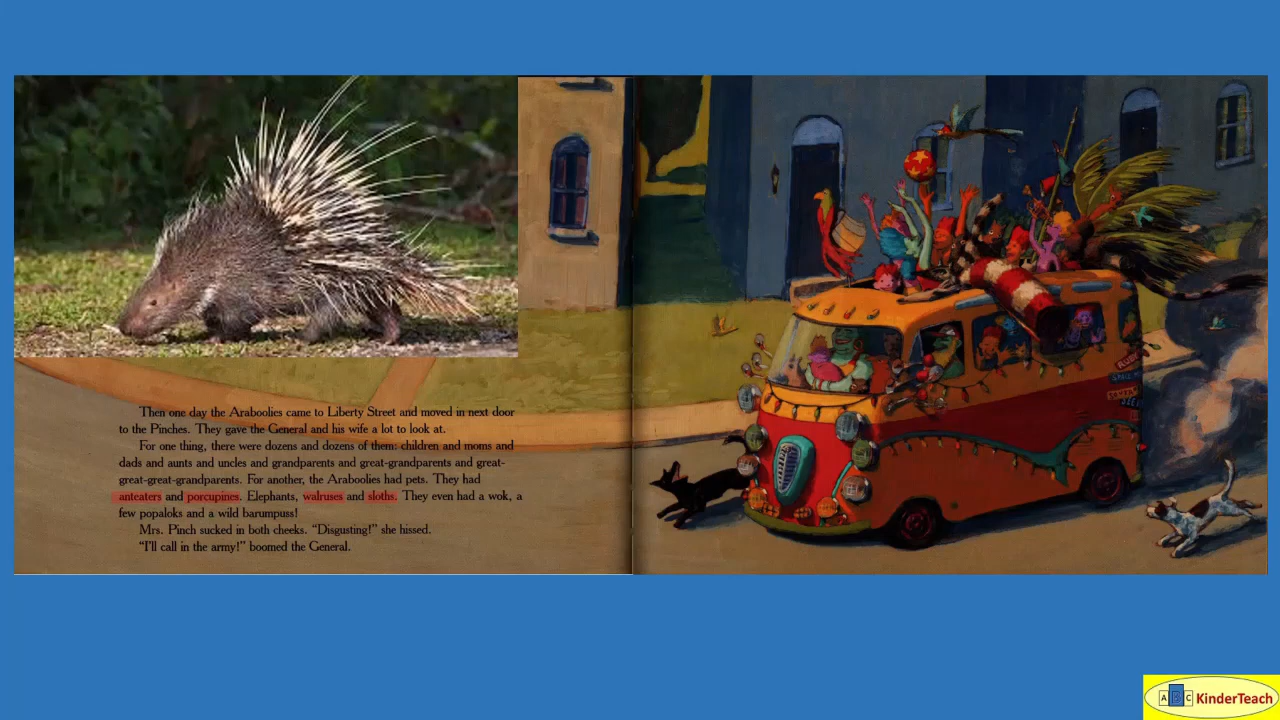 Then one day the Araboolies came to Liberty Street and moved in next door
to the Pinches. They gave the General and his wife a lot to look at.
For one thing, there were dozens and dozens of them: children and moms and
dads and aunts and uncles and grandparents and great-grandparents and great-
great-great-grandparents. For another, the Araboolies had pets. They had
anteaters and porcupines. Elephants, walruses and sloths. They even had a wok, a
few popaloks and a wild barumpuss!
Mrs. Pinch sucked in both cheeks. “Disgusting!” she hissed.
“I'll call in the army!” boomed the General.
ABC KinderTeach